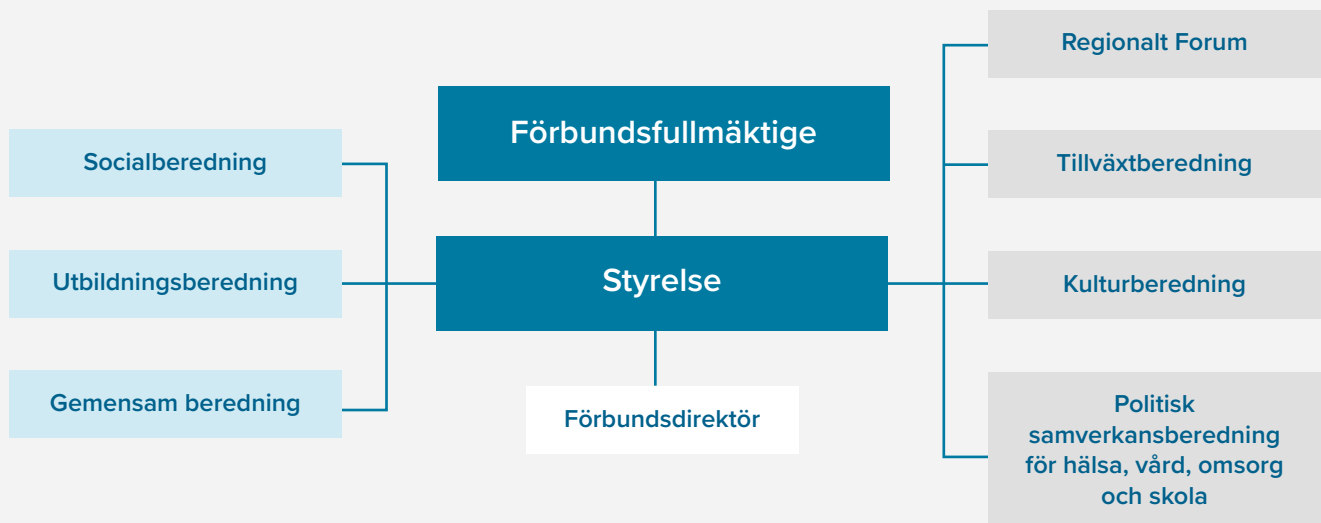 Förbundsfullmäktige
Styrelse
Förbundsdirektör
Socialberedning
Utbildningsberedning
Gemensam beredning
Regionalt Forum
Tillväxtberedning
Kulturberedning
Politisk
samverkansberedning
för hälsa, vård, omsorg
och skola